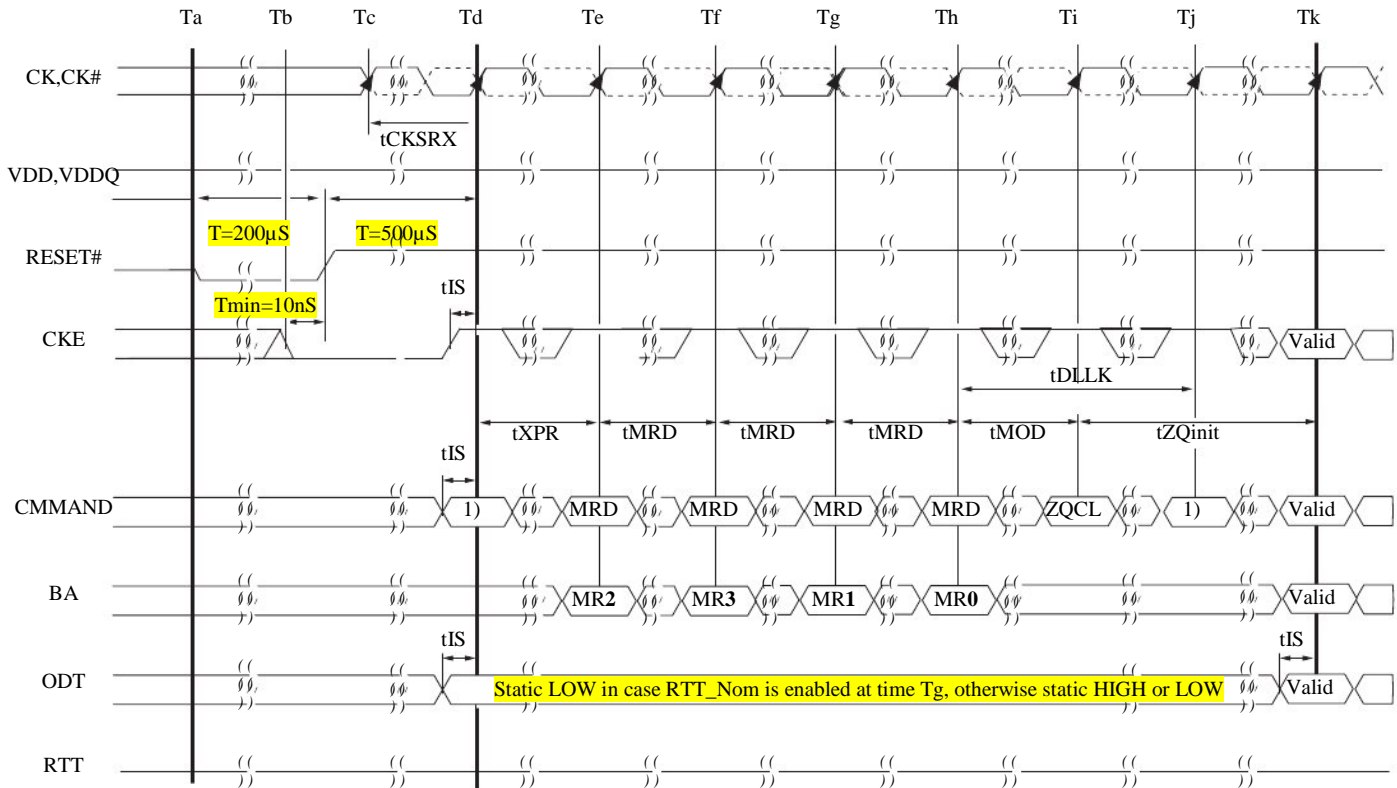 Ta Tb Tc Td Te Tf Tg Th Ti Tj Tk
CK,CK#
tCKSRX
VDD,VDDQ
T=200µS T=500µS
RESET#
Tmin=10nS tIS
CKE Valid
tDLLK
tXPR tMRD tMRD tMRD tMOD tZQinit
tIS
CMMAND 1) MRD MRD MRD MRD ZQCL 1) Valid
BA MR2 MR3 MR1 MR0 Valid
tIS tIS
ODT Static LOW in case RTT_Nom is enabled at time Tg, otherwise static HIGH or LOW Valid
RTT